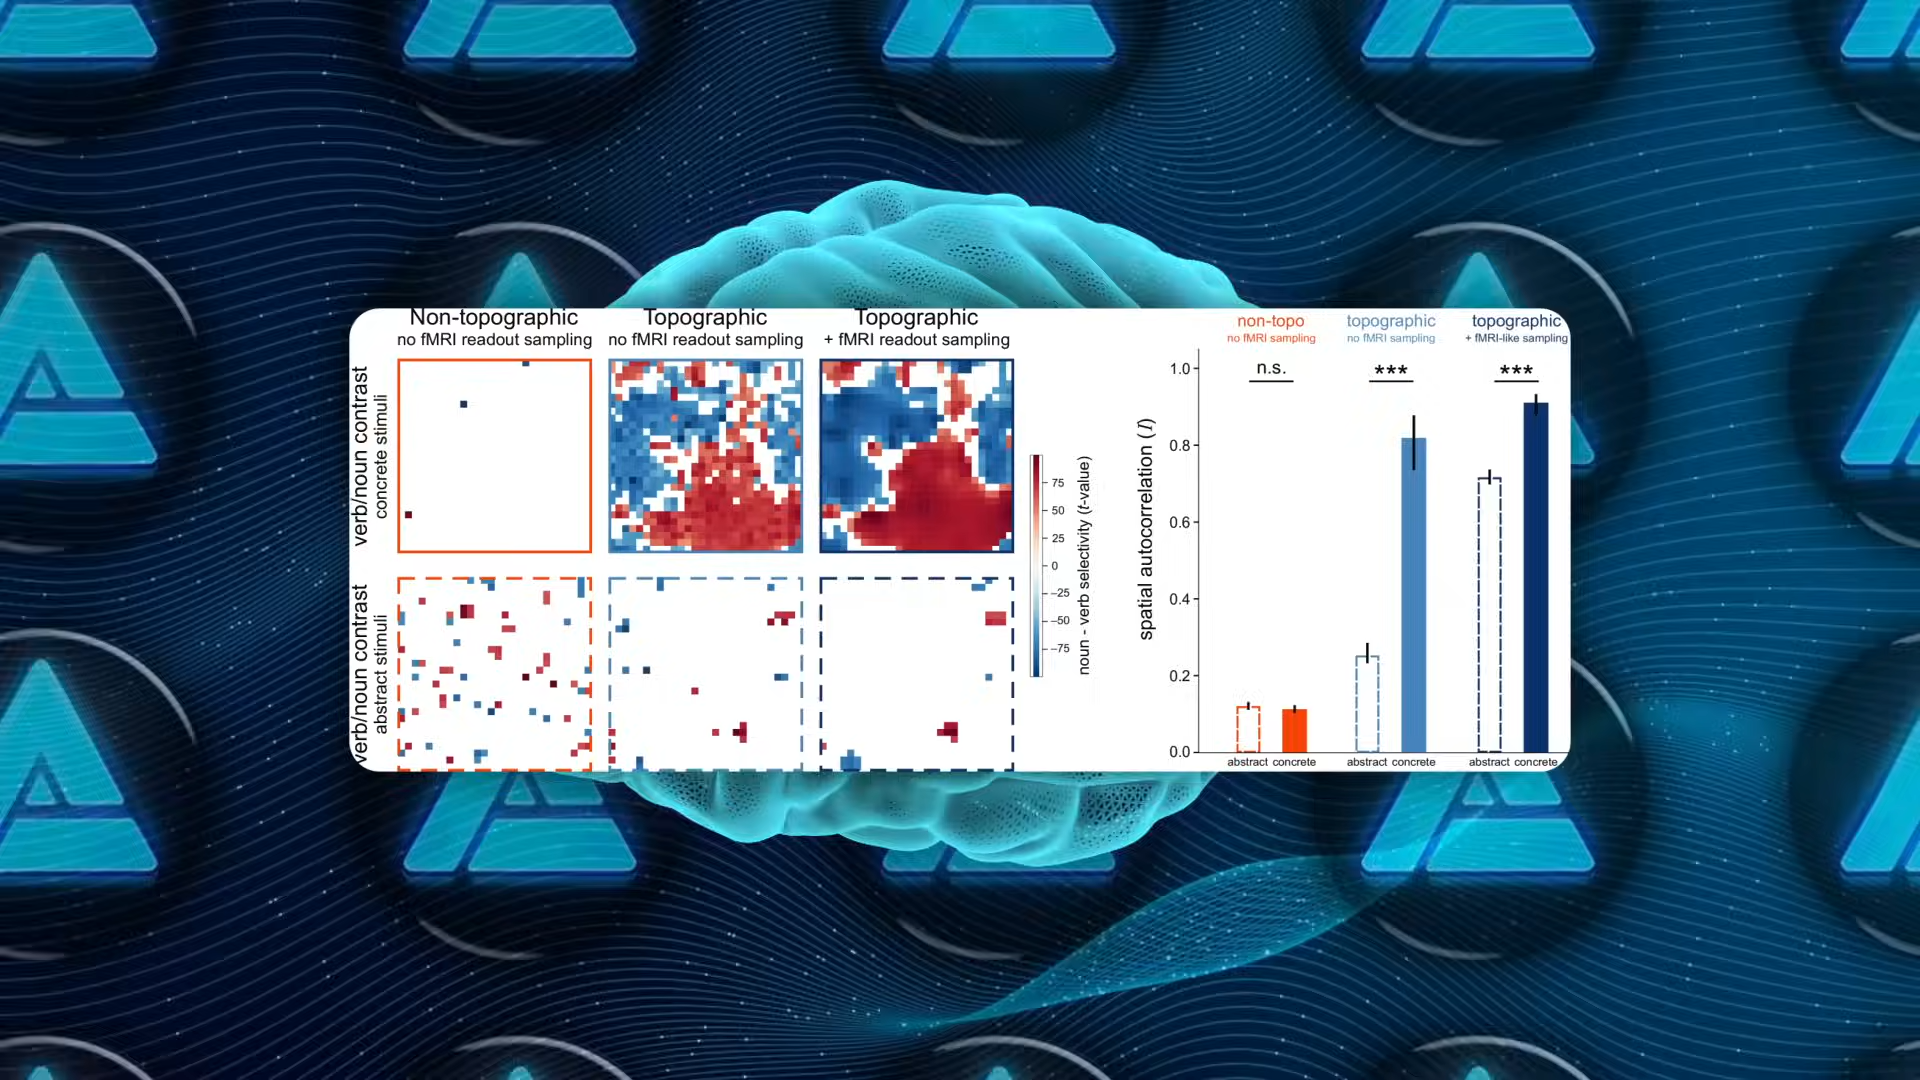 Non-topographic
no fMRI readout sampling
Topographic
no fMRI readout sampling
Topographic
+ fMRI readout sampling
verb/noun contrast
concrete stimuli
verb/noun contrast
abstract stimuli
75
50
25
0
−25
−50
−75
noun - verb selectivity (t-value)
non-topo
no fMRI sampling
topographic
no fMRI sampling
topographic
+ fMRI-like sampling
n.s.
***
***
spatial autocorrelation (I)
1.0
0.8
0.6
0.4
0.2
0.0
abstract concrete
abstract concrete
abstract concrete